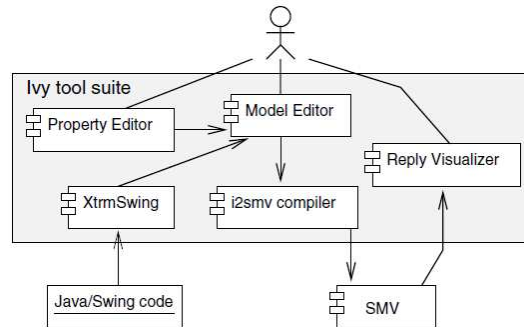 Ivy tool suite
Property Editor
Model Editor
Reply Visualizer
XtrmSwing
i2smv compiler
Java/Swing code
SMV